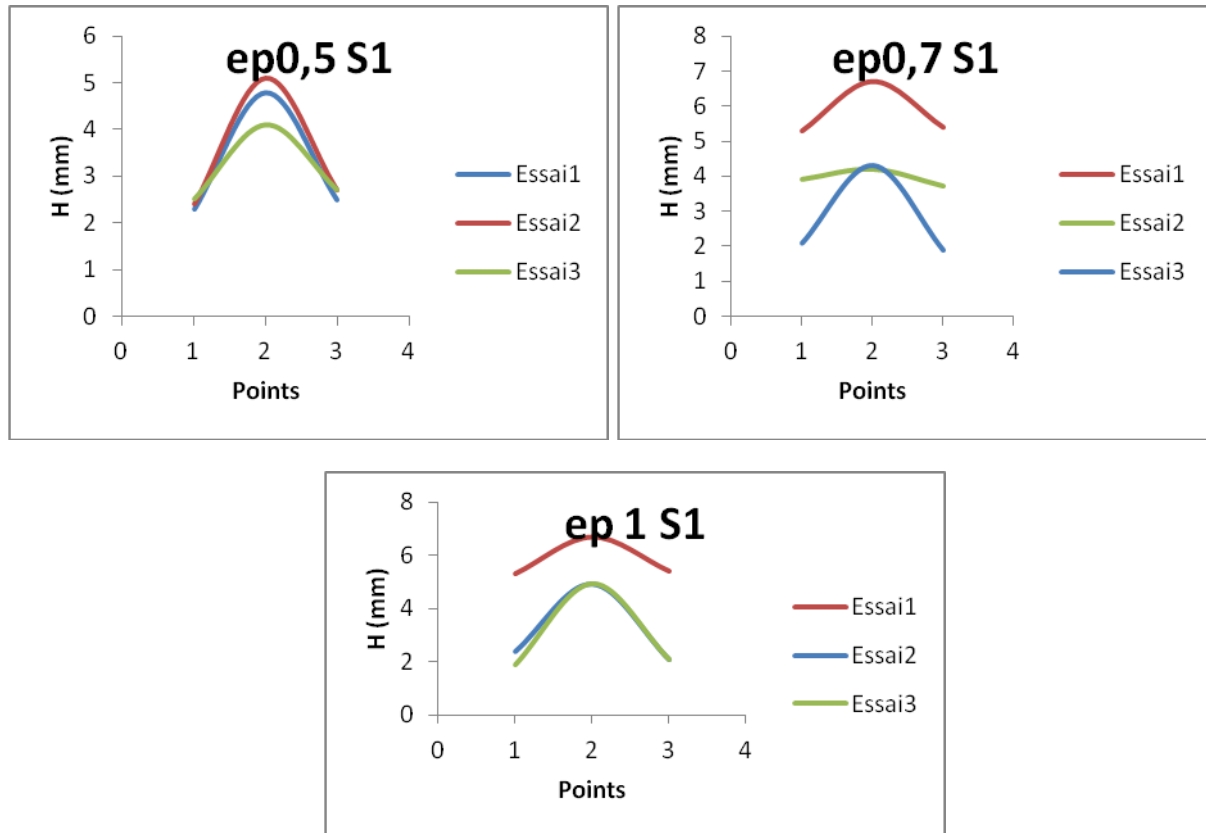 ep0,5 S1
6
5
4
3
2
1
0
H (mm)
0 1 2 3 4
Points
Essai1
Essai2
Essai3
ep0,7 S1
8
7
6
5
4
3
2
1
0
H (mm)
0 1 2 3 4
Points
Essai1
Essai2
Essai3
ep 1 S1
8
6
4
2
0
H (mm)
0 1 2 3 4
Points
Essai1
Essai2
Essai3